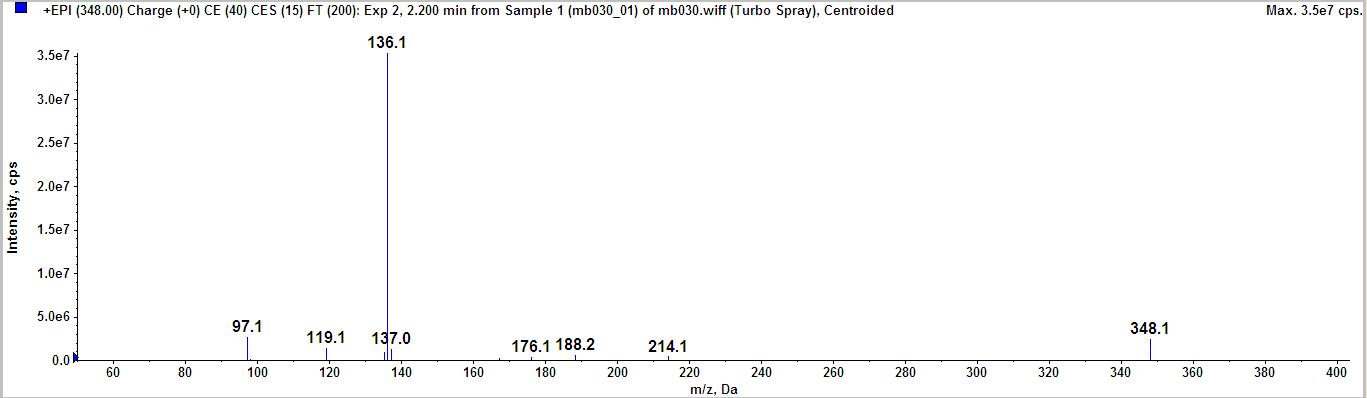 +EPI (348.00) Charge (+0) CE (40) CES (15) FT (200): Exp 2, 2.200 min from Sample 1 (mb030_01) of mb030.wiff (Turbo Spray), Centroided
Max. 3.5e7 cps.
136.1
3.5e7
3.0e7
2.5e7
2.0e7
1.5e7
1.0e7
5.0e6
0.0
Intensity, cps
97.1
119.1
137.0
176.1
188.2
214.1
348.1
60 80 100 120 140 160 180 200 220 240 260 280 300 320 340 360 380 400
m/z, Da